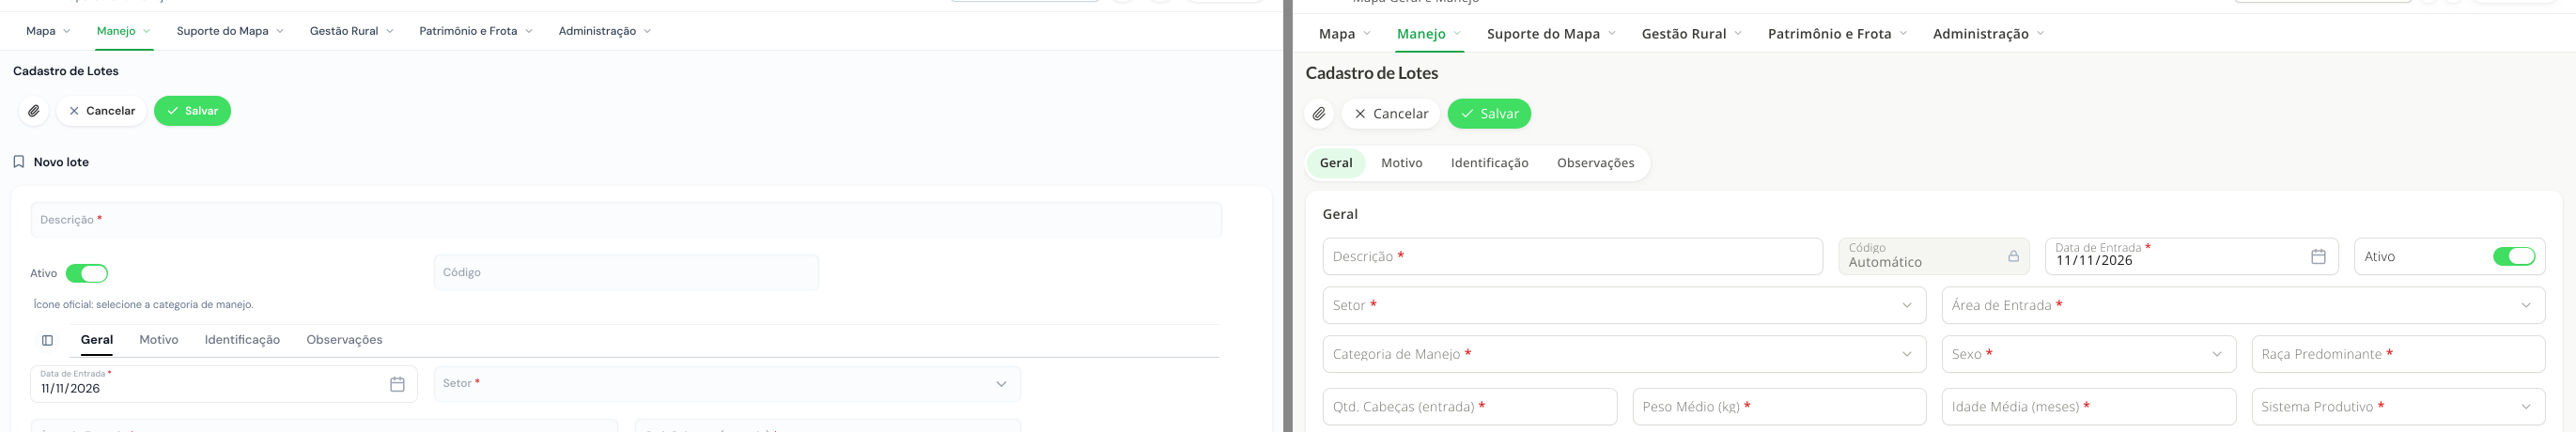 Mapa Manejo Suporte do Mapa Gestão Rural Patrimônio e Frota Administração
Cadastro de Lotes
Cancelar Salvar
Novo lote
Descrição *
Ativo Código
Ícone oficial: selecione a categoria de manejo.
Geral Motivo Identificação Observações
Data de Entrada *
11/11/2026
Setor *
Mapa Geral e Manejo
Mapa Manejo Suporte do Mapa Gestão Rural Patrimônio e Frota Administração
Cadastro de Lotes
Cancelar Salvar
Geral Motivo Identificação Observações
Geral
Descrição *
Código
Automático
Data de Entrada *
11/11/2026
Ativo
Setor * Área de Entrada *
Categoria de Manejo * Sexo * Raça Predominante *
Qtd. Cabeças (entrada) * Peso Médio (kg) * Idade Média (meses) * Sistema Produtivo *